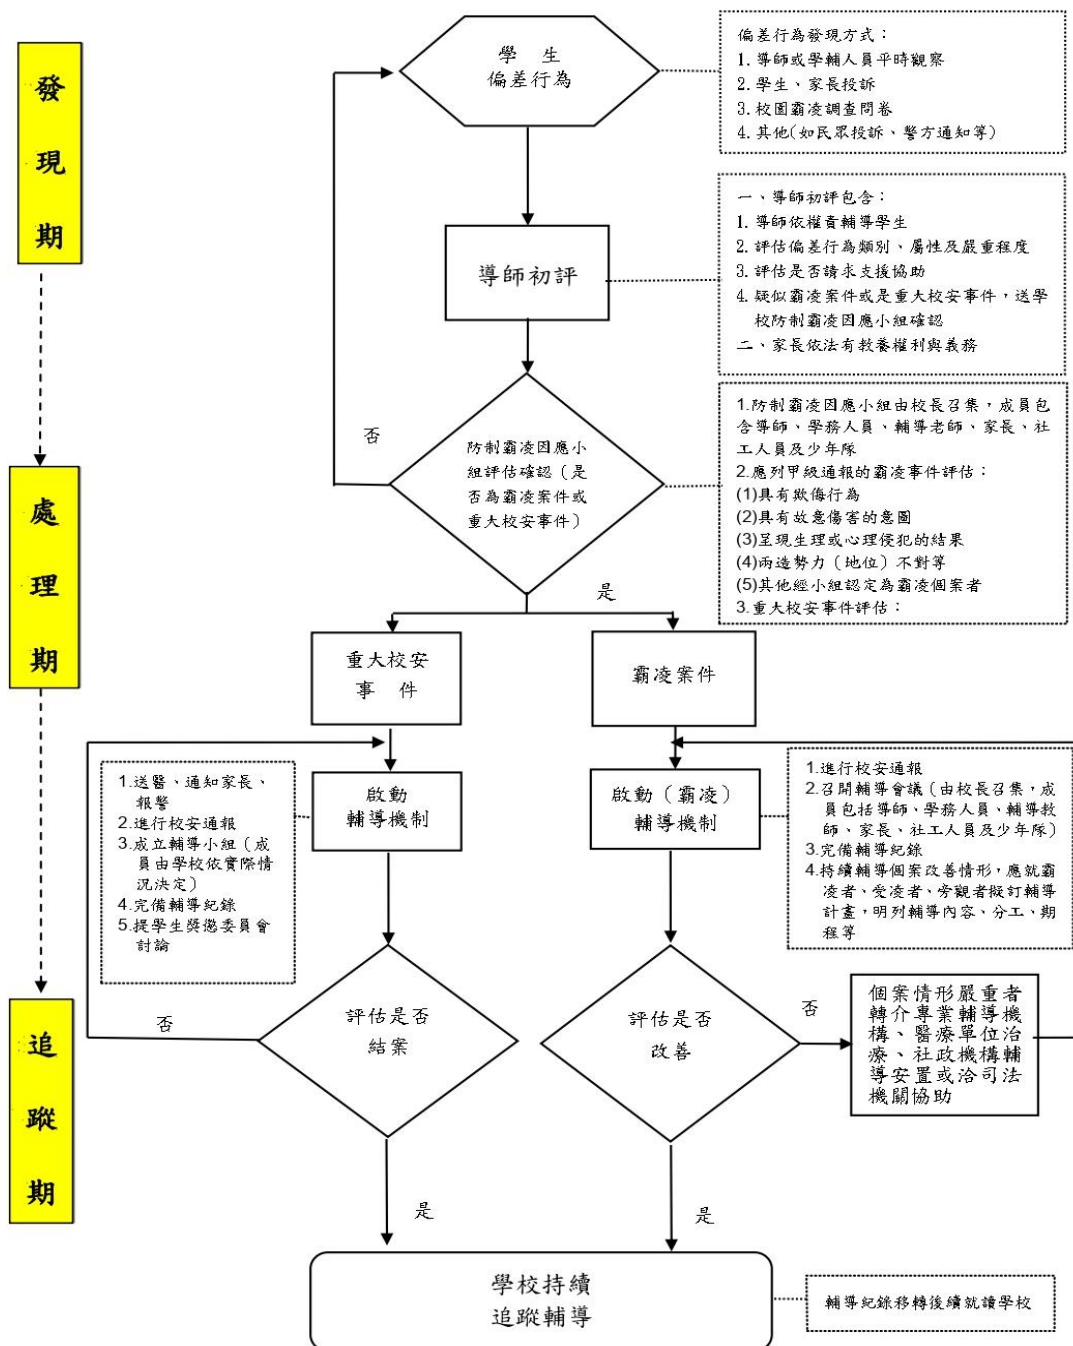 發現期
處理期
追蹤期
學 生
偏差行為
偏差行為發現方式：
1. 導師或學輔人員平時觀察
2. 學生、家長投訴
3. 校園霸凌調查問卷
4. 其他(如民眾投訴、警方通知等)
導師初評
一、導師初評包含：
1. 導師依權責輔導學生
2. 評估偏差行為類別、屬性及嚴重程度
3. 評估是否請求支援協助
4. 疑似霸凌案件或是重大校安事件，送學
校防制霸凌因應小組確認
二、家長依法有教養權利與義務
否
防制霸凌因應小
組評估確認（是
否為霸凌案件或
重大校安事件）
是
1.防制霸凌因應小組由校長召集，成員包
含導師、學務人員、輔導老師、家長、社
工人員及少年隊
2.應列甲級通報的霸凌事件評估：
(1)具有欺侮行為
(2)具有故意傷害的意圖
(3)呈現生理或心理侵犯的結果
(4)兩造勢力（地位）不對等
(5)其他經小組認定為霸凌個案者
3.重大校安事件評估：
重大校安
事 件
霸凌案件
1.送醫、通知家長、
報警
2.進行校安通報
3.成立輔導小組（成
員由學校依實際情
況決定）
4.完備輔導紀錄
5.提學生獎懲委員會
討論
啟動
輔導機制
啟動（霸凌）
輔導機制
1.進行校安通報
2.召開輔導會議（由校長召集，成
員包括導師、學務人員、輔導教
師、家長、社工人員及少年隊）
3.完備輔導紀錄
4.持續輔導個案改善情形，應就霸
凌者、受凌者、旁觀者擬訂輔導
計畫，明列輔導內容、分工、期
程等
否
評估是否
結案
評估是否
改善
否
個案情形嚴重者
轉介專業輔導機
構、醫療單位治
療、社政機構輔
導安置或洽司法
機關協助
是
是
學校持續
追蹤輔導
輔導紀錄移轉後續就讀學校